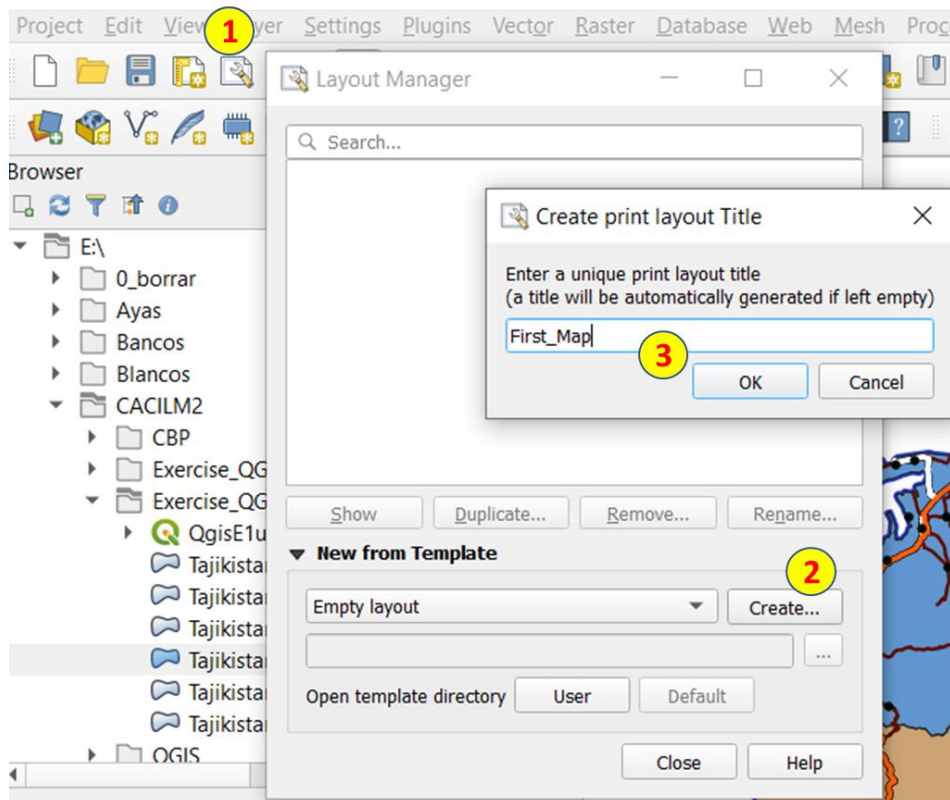 Project Edit View Layer Settings Plugins Vector Raster Database Web Mesh
1
Layout Manager
Search...
Browser
Create print layout Title
E:\
Enter a unique print layout title
0_borrar
(a title will be automatically generated if left empty)
Ayas
First_Map
Bancos
3
Blancos
OK Cancel
CACILM2
CBP
Exercise_QG
Exercise_QG
Show Duplicate... Remove... Rename...
QgisE1u
New from Template
2
Tajikistan
Empty layout Create...
Tajikistan
Tajikistan
...
Tajikistan
Open template directory User Default
Tajikistan
Tajikistan
QGIS
Close Help